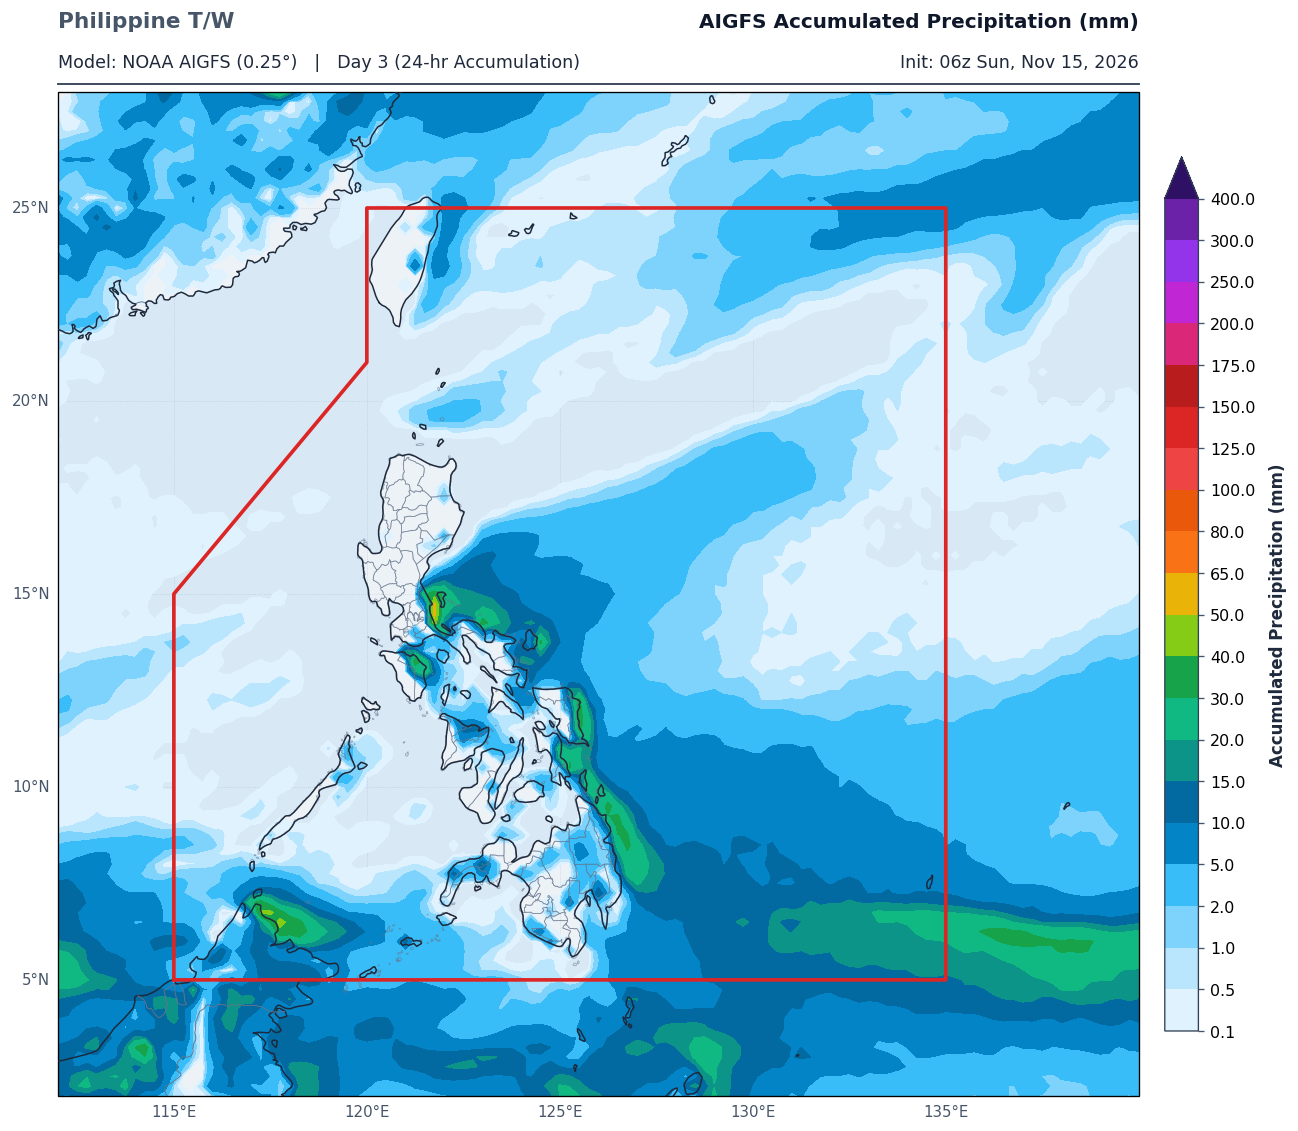 Philippine T/W
AIGFS Accumulated Precipitation (mm)
Model: NOAA AIGFS (0.25°)   |   Day 3 (24-hr Accumulation)
Init: 06z Sun, Nov 15, 2026
25°N
20°N
15°N
10°N
5°N
115°E
120°E
125°E
130°E
135°E
400.0
300.0
250.0
200.0
175.0
150.0
125.0
100.0
80.0
65.0
50.0
40.0
30.0
20.0
15.0
10.0
5.0
2.0
1.0
0.5
0.1
Accumulated Precipitation (mm)